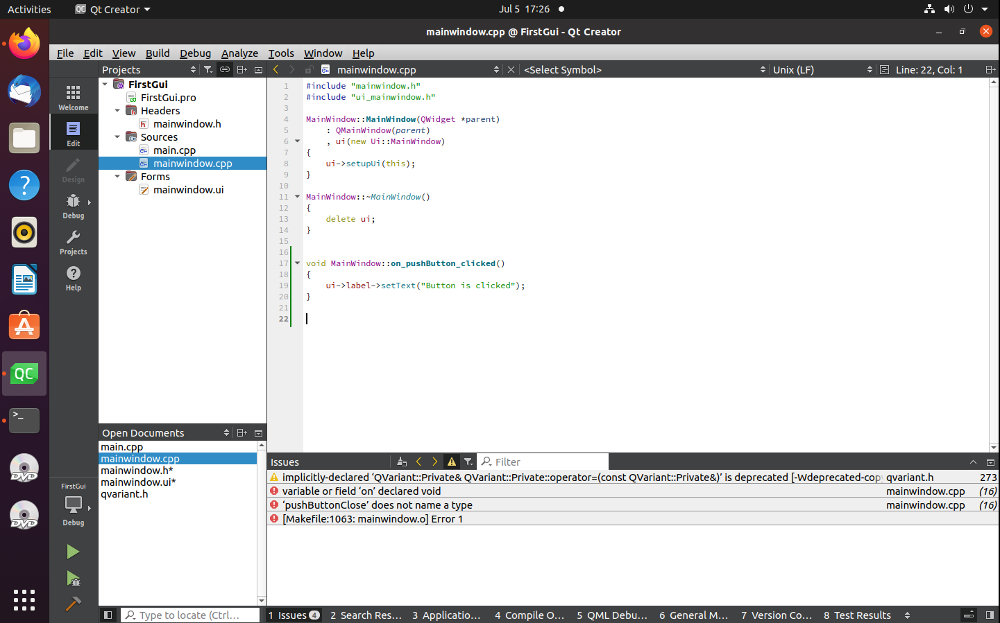 Activities
Qt Creator
Jul 5 17:26
mainwindow.cpp @ FirstGui - Qt Creator
File Edit View Build Debug Analyze Tools Window Help
Projects
mainwindow.cpp
<Select Symbol>
Unix (LF)
Line: 22, Col: 1
Welcome
Edit
Design
Debug
Projects
Help
FirstGui
FirstGui.pro
Headers
mainwindow.h
Sources
main.cpp
mainwindow.cpp
Forms
mainwindow.ui
1 #include "mainwindow.h"
2 #include "ui_mainwindow.h"
3
4 MainWindow::MainWindow(QWidget *parent)
5 : QMainWindow(parent)
6 , ui(new Ui::MainWindow)
7 {
8 ui->setupUi(this);
9 }
10
11 MainWindow::~MainWindow()
12 {
13 delete ui;
14 }
15
16
17 void MainWindow::on_pushButton_clicked()
18 {
19 ui->label->setText("Button is clicked");
20 }
21
22
Open Documents
main.cpp
mainwindow.cpp
mainwindow.h*
mainwindow.ui*
qvariant.h
FirstGui
Debug
Issues
Filter
implicitly-declared ‘QVariant::Private& QVariant::Private::operator=(const QVariant::Private&)’ is deprecated [-Wdeprecated-copy qvariant.h 273
variable or field ‘on’ declared void mainwindow.cpp (16)
‘pushButtonClose’ does not name a type mainwindow.cpp (16)
[Makefile:1063: mainwindow.o] Error 1
Type to locate (Ctrl...
1 Issues 4
2 Search Res...
3 Applicatio...
4 Compile O...
5 QML Debu...
6 General M...
7 Version Co...
8 Test Results
QC
QC
>_
DVD
DVD